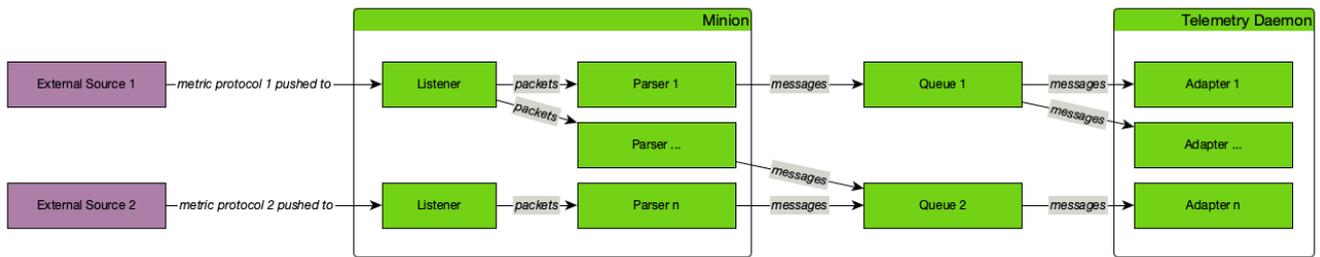 Minion
Telemetry Daemon
External Source 1
metric protocol 1 pushed to
Listener
packets
Parser 1
messages
Queue 1
messages
Adapter 1
packets
messages
Parser ...
Adapter ...
messages
External Source 2
metric protocol 2 pushed to
Listener
packets
Parser n
messages
Queue 2
messages
Adapter n